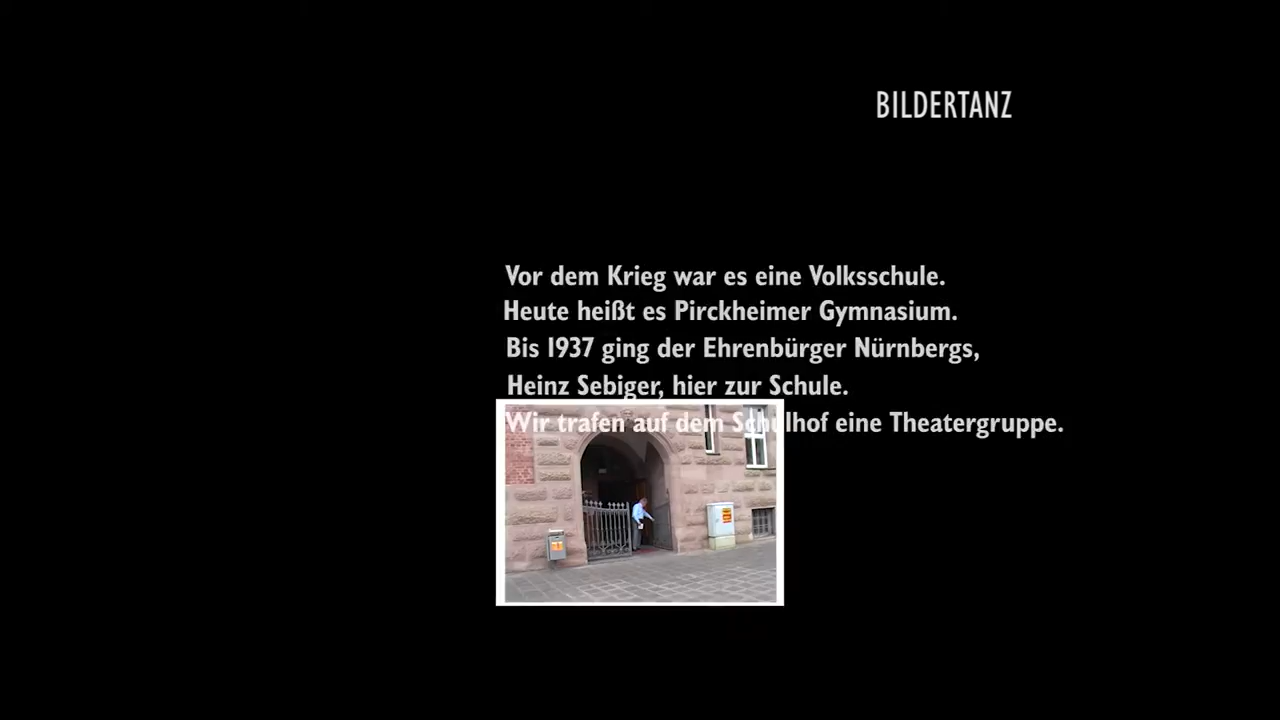 BILDERTANZ
Vor dem Krieg war es eine Volksschule.
Heute heißt es Pirckheimer Gymnasium.
Bis 1937 ging der Ehrenbürger Nürnbergs,
Heinz Sebiger, hier zur Schule.
Wir trafen auf dem Schulhof eine Theatergruppe.